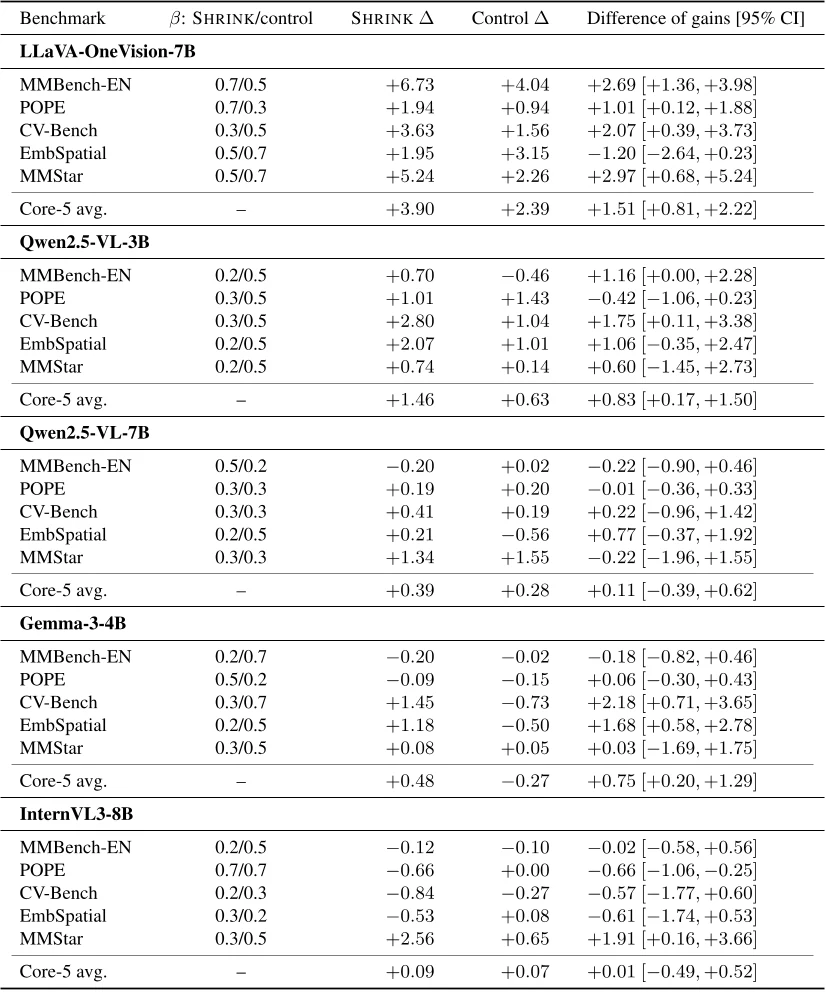 Benchmark β: SHRINK/control SHRINK Δ Control Δ Difference of gains [95% CI]
LLaVA-OneVision-7B
MMBench-EN 0.7/0.5 +6.73 +4.04 +2.69 [+1.36, +3.98]
POPE 0.7/0.3 +1.94 +0.94 +1.01 [+0.12, +1.88]
CV-Bench 0.3/0.5 +3.63 +1.56 +2.07 [+0.39, +3.73]
EmbSpatial 0.5/0.7 +1.95 +3.15 −1.20 [−2.64, +0.23]
MMStar 0.5/0.7 +5.24 +2.26 +2.97 [+0.68, +5.24]
Core-5 avg. – +3.90 +2.39 +1.51 [+0.81, +2.22]
Qwen2.5-VL-3B
MMBench-EN 0.2/0.5 +0.70 −0.46 +1.16 [+0.00, +2.28]
POPE 0.3/0.5 +1.01 +1.43 −0.42 [−1.06, +0.23]
CV-Bench 0.3/0.5 +2.80 +1.04 +1.75 [+0.11, +3.38]
EmbSpatial 0.2/0.5 +2.07 +1.01 +1.06 [−0.35, +2.47]
MMStar 0.2/0.5 +0.74 +0.14 +0.60 [−1.45, +2.73]
Core-5 avg. – +1.46 +0.63 +0.83 [+0.17, +1.50]
Qwen2.5-VL-7B
MMBench-EN 0.5/0.2 −0.20 +0.02 −0.22 [−0.90, +0.46]
POPE 0.3/0.3 +0.19 +0.20 −0.01 [−0.36, +0.33]
CV-Bench 0.3/0.3 +0.41 +0.19 +0.22 [−0.96, +1.42]
EmbSpatial 0.2/0.5 +0.21 −0.56 +0.77 [−0.37, +1.92]
MMStar 0.3/0.3 +1.34 +1.55 −0.22 [−1.96, +1.55]
Core-5 avg. – +0.39 +0.28 +0.11 [−0.39, +0.62]
Gemma-3-4B
MMBench-EN 0.2/0.7 −0.20 −0.02 −0.18 [−0.82, +0.46]
POPE 0.5/0.2 −0.09 −0.15 +0.06 [−0.30, +0.43]
CV-Bench 0.3/0.7 +1.45 −0.73 +2.18 [+0.71, +3.65]
EmbSpatial 0.2/0.5 +1.18 −0.50 +1.68 [+0.58, +2.78]
MMStar 0.3/0.5 +0.08 +0.05 +0.03 [−1.69, +1.75]
Core-5 avg. – +0.48 −0.27 +0.75 [+0.20, +1.29]
InternVL3-8B
MMBench-EN 0.2/0.5 −0.12 −0.10 −0.02 [−0.58, +0.56]
POPE 0.7/0.7 −0.66 +0.00 −0.66 [−1.06, −0.25]
CV-Bench 0.2/0.3 −0.84 −0.27 −0.57 [−1.77, +0.60]
EmbSpatial 0.3/0.2 −0.53 +0.08 −0.61 [−1.74, +0.53]
MMStar 0.3/0.5 +2.56 +0.65 +1.91 [+0.16, +3.66]
Core-5 avg. – +0.09 +0.07 +0.01 [−0.49, +0.52]